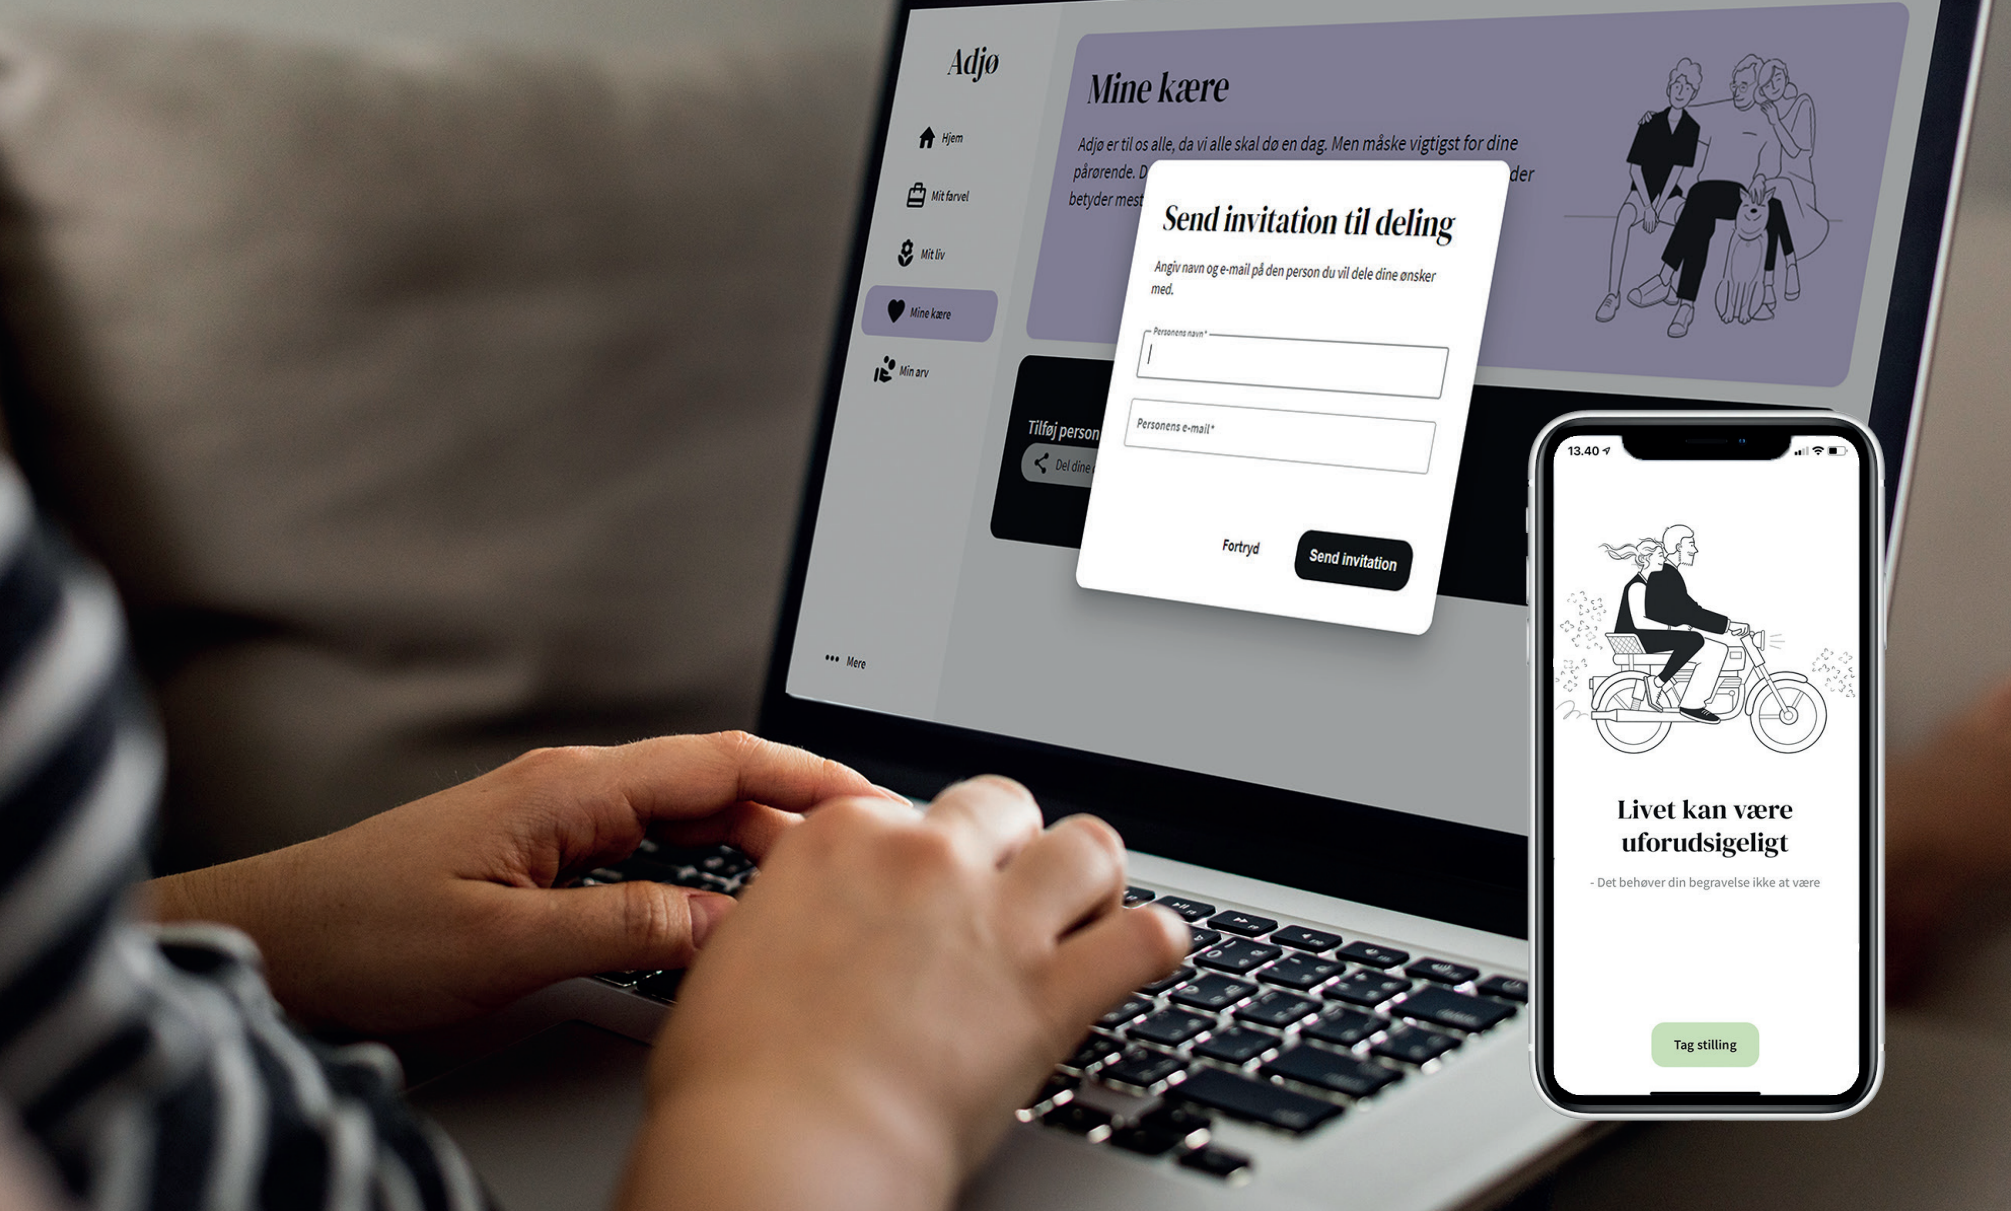 Adjø
Hjem
Mit farvel
Mit liv
Mine kære
Min arv
Mere
Mine kære
Adjø er til os alle, da vi alle skal dø en dag. Men måske vigtigst for dine
pårørende. D
der
betyder mest
Tilføj person
Del dine
Send invitation til deling
Angiv navn og e-mail på den person du vil dele dine ønsker
med.
Personens navn*
Personens e-mail*
Fortryd
Send invitation
13.40
Livet kan være
uforudsigeligt
- Det behøver din begravelse ikke at være
Tag stilling